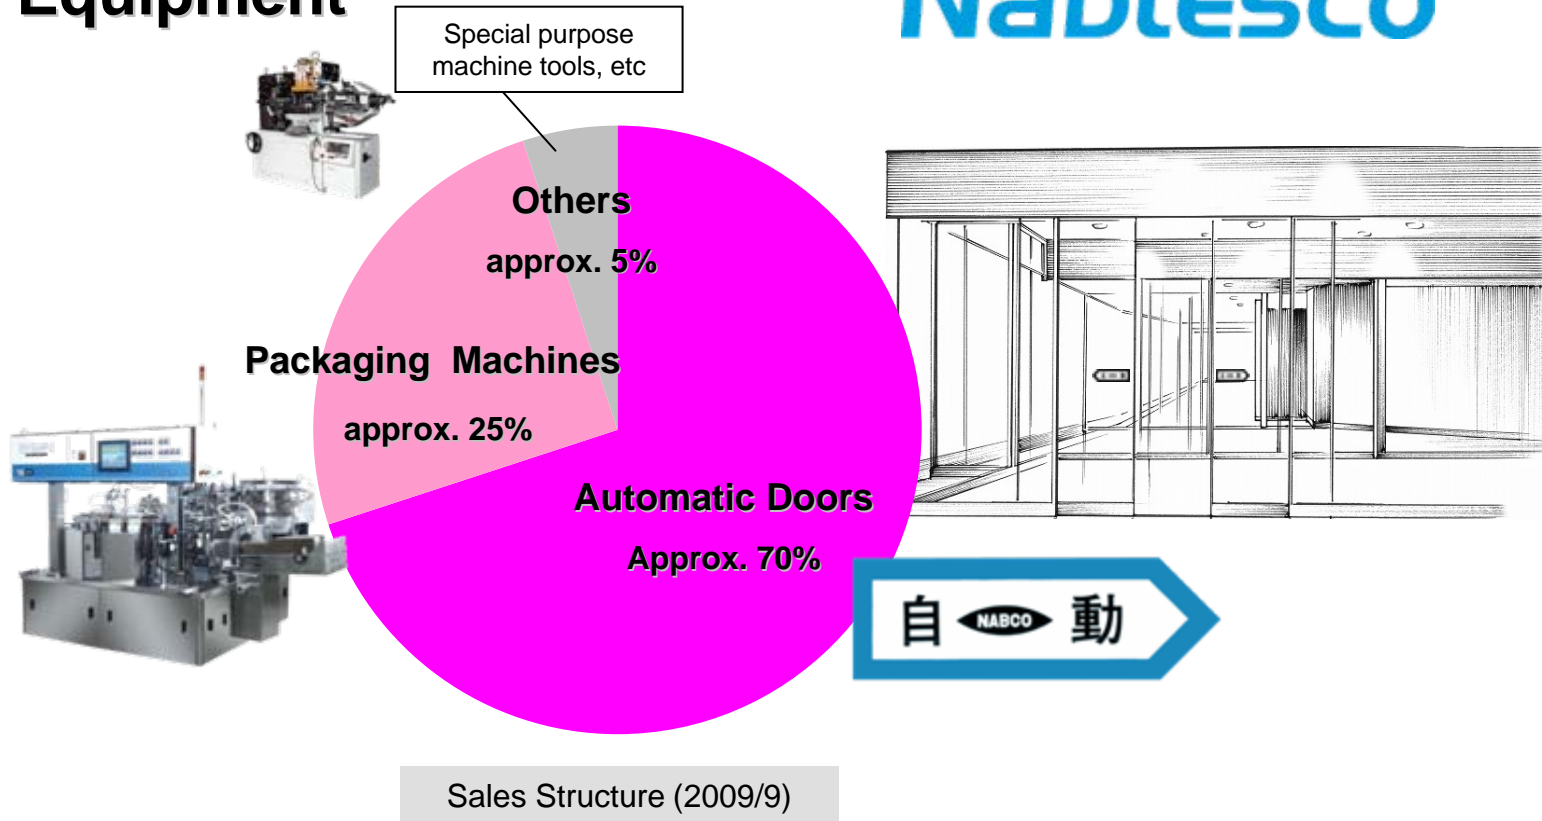 Equipment
Nabtesco
Special purpose
machine tools, etc
Others
approx. 5%
Packaging Machines
approx. 25%
Automatic Doors
Approx. 70%
自 NABCO 動
Sales Structure (2009/9)